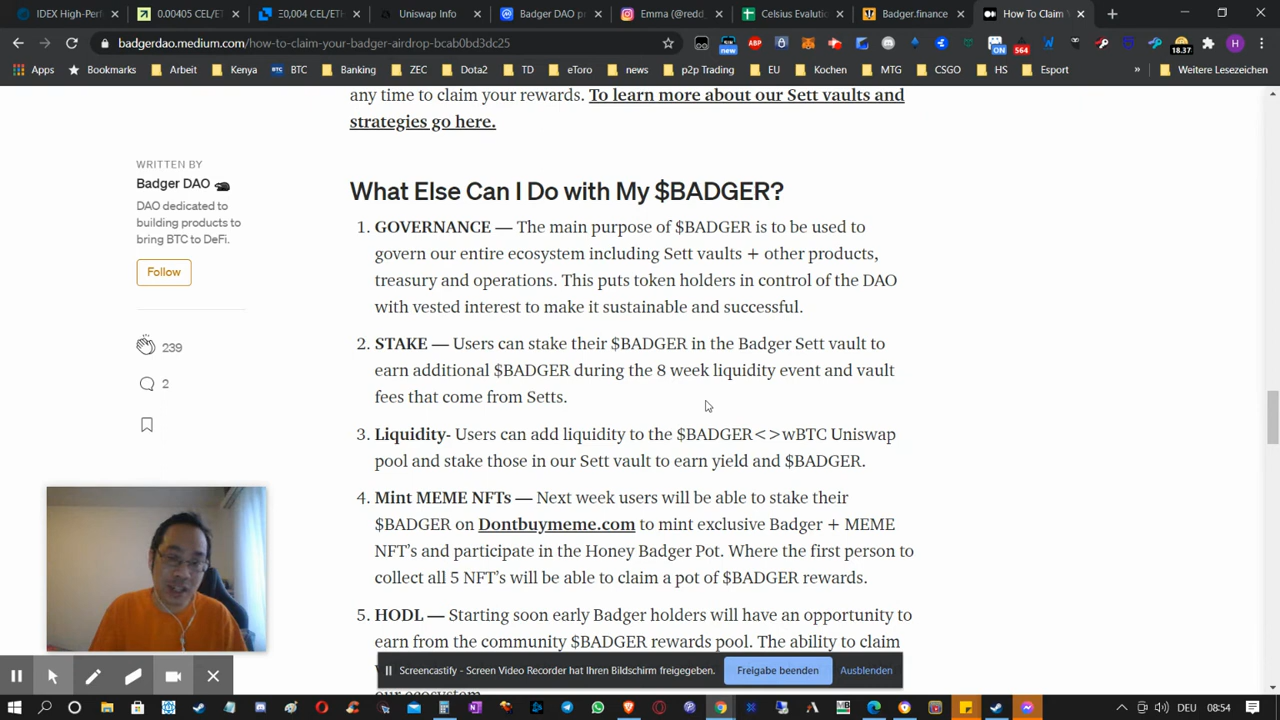 IDEX High-Perf
0.00405 CEL/ET
Ξ0,004 CEL/ETH
Uniswap Info
Badger DAO p
Emma (@redd_
Celsius Evalutio
Badger.finance
How To Claim Y
badgerdao.medium.com/how-to-claim-your-badger-airdrop-bcab0bd3dc25
new
ABP
ON
564
18.37
H
Apps
Bookmarks
Arbeit
Kenya
BTC
Banking
ZEC
Dota2
TD
eToro
news
p2p Trading
EU
Kochen
MTG
CSGO
HS
Esport
»
Weitere Lesezeichen
any time to claim your rewards. To learn more about our Sett vaults and
strategies go here.
WRITTEN BY
Badger DAO
DAO dedicated to
building products to
bring BTC to DeFi.
Follow
239
2
What Else Can I Do with My $BADGER?
1. GOVERNANCE — The main purpose of $BADGER is to be used to
govern our entire ecosystem including Sett vaults + other products,
treasury and operations. This puts token holders in control of the DAO
with vested interest to make it sustainable and successful.
2. STAKE — Users can stake their $BADGER in the Badger Sett vault to
earn additional $BADGER during the 8 week liquidity event and vault
fees that come from Setts.
3. Liquidity- Users can add liquidity to the $BADGER<>wBTC Uniswap
pool and stake those in our Sett vault to earn yield and $BADGER.
4. Mint MEME NFTs — Next week users will be able to stake their
$BADGER on Dontbuymeme.com to mint exclusive Badger + MEME
NFT’s and participate in the Honey Badger Pot. Where the first person to
collect all 5 NFT’s will be able to claim a pot of $BADGER rewards.
5. HODL — Starting soon early Badger holders will have an opportunity to
earn from the community $BADGER rewards pool. The ability to claim
our ecosystem
Screencastify - Screen Video Recorder hat Ihren Bildschirm freigegeben.
Freigabe beenden
Ausblenden
DEU
08:54